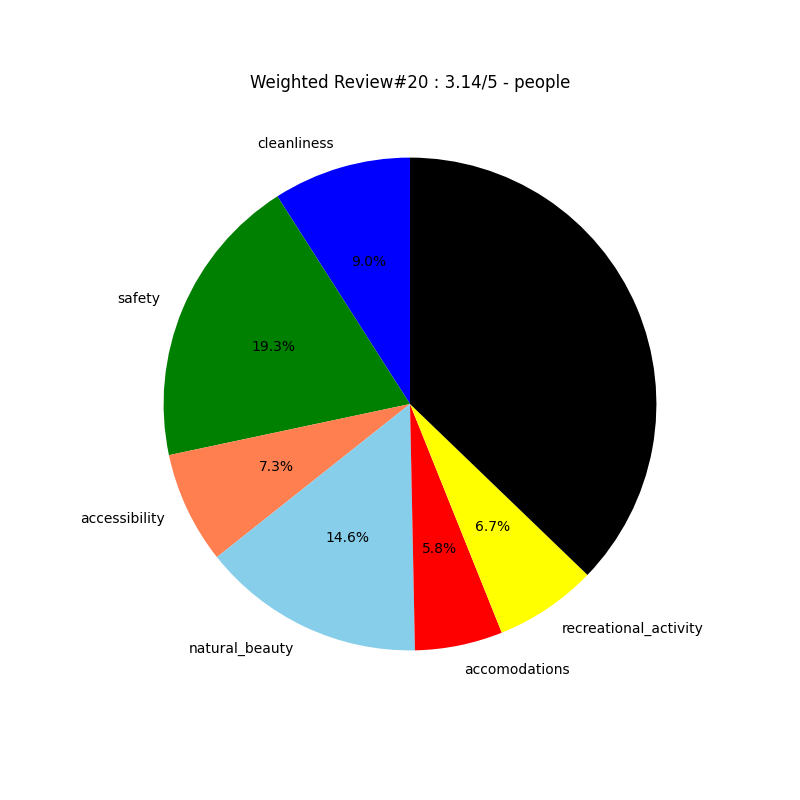 Weighted Review#20 : 3.14/5 - people
cleanliness
9.0%
safety
19.3%
7.3%
accessibility
14.6%
natural_beauty
5.8%
accomodations
6.7%
recreational_activity